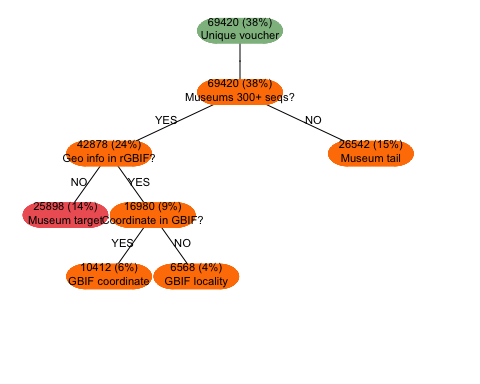 69420 (38%)
Unique voucher
69420 (38%)
Museums 300+ seqs?
YES
NO
42878 (24%)
Geo info in rGBIF?
26542 (15%)
Museum tail
NO
YES
25898 (14%)
Museum target
16980 (9%)
Coordinate in GBIF?
YES
NO
10412 (6%)
GBIF coordinate
6568 (4%)
GBIF locality